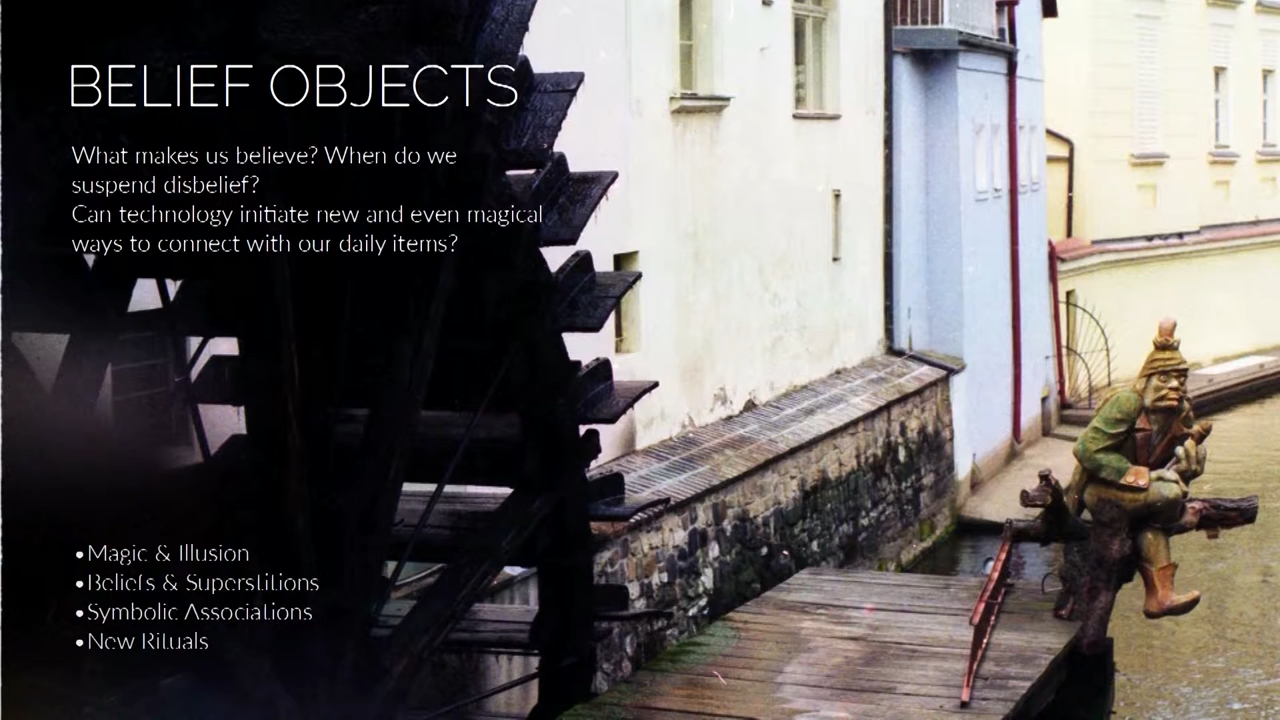 BELIEF OBJECTS
What makes us believe? When do we
suspend disbelief?
Can technology initiate new and even magical
ways to connect with our daily items?
•Magic & Illusion
•Beliefs & Superstitions
•Symbolic Associations
•New Rituals